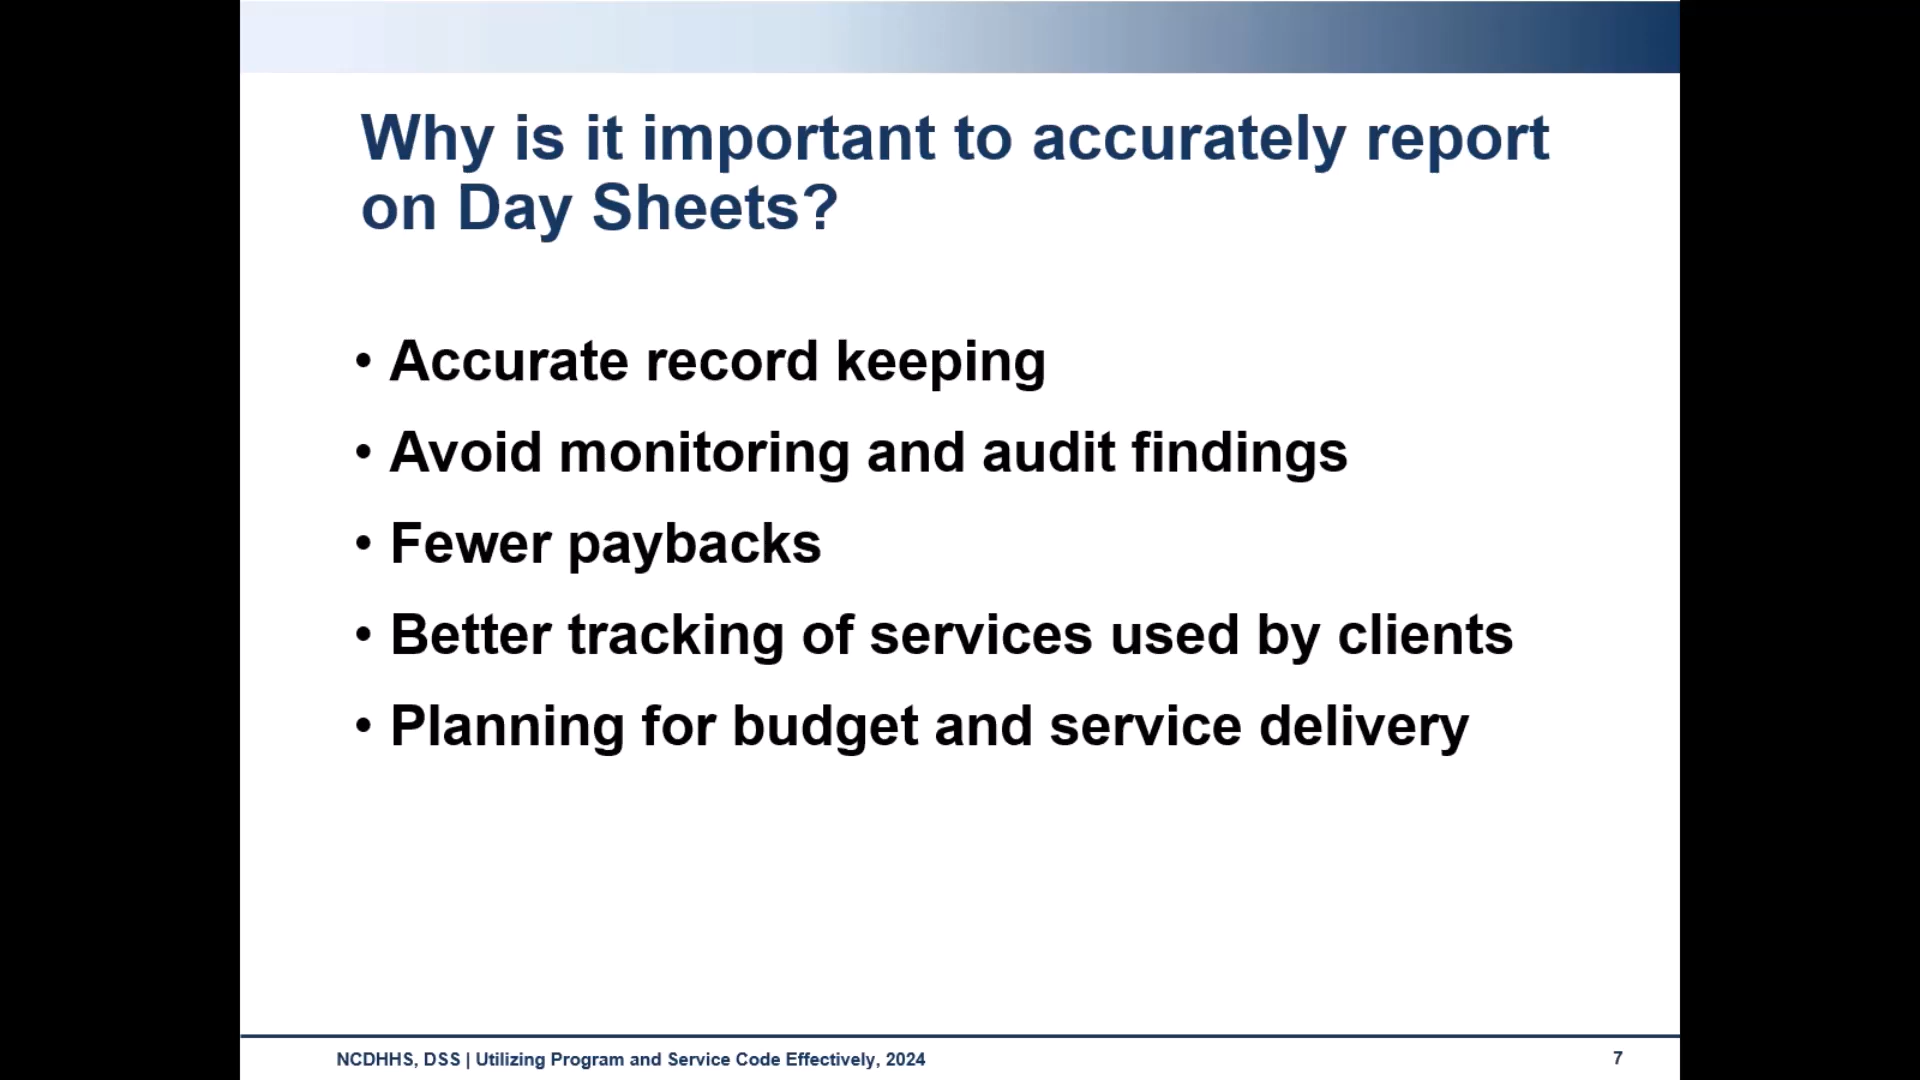 Why is it important to accurately report
on Day Sheets?
• Accurate record keeping
• Avoid monitoring and audit findings
• Fewer paybacks
• Better tracking of services used by clients
• Planning for budget and service delivery
NCDHHS, DSS | Utilizing Program and Service Code Effectively, 2024
7